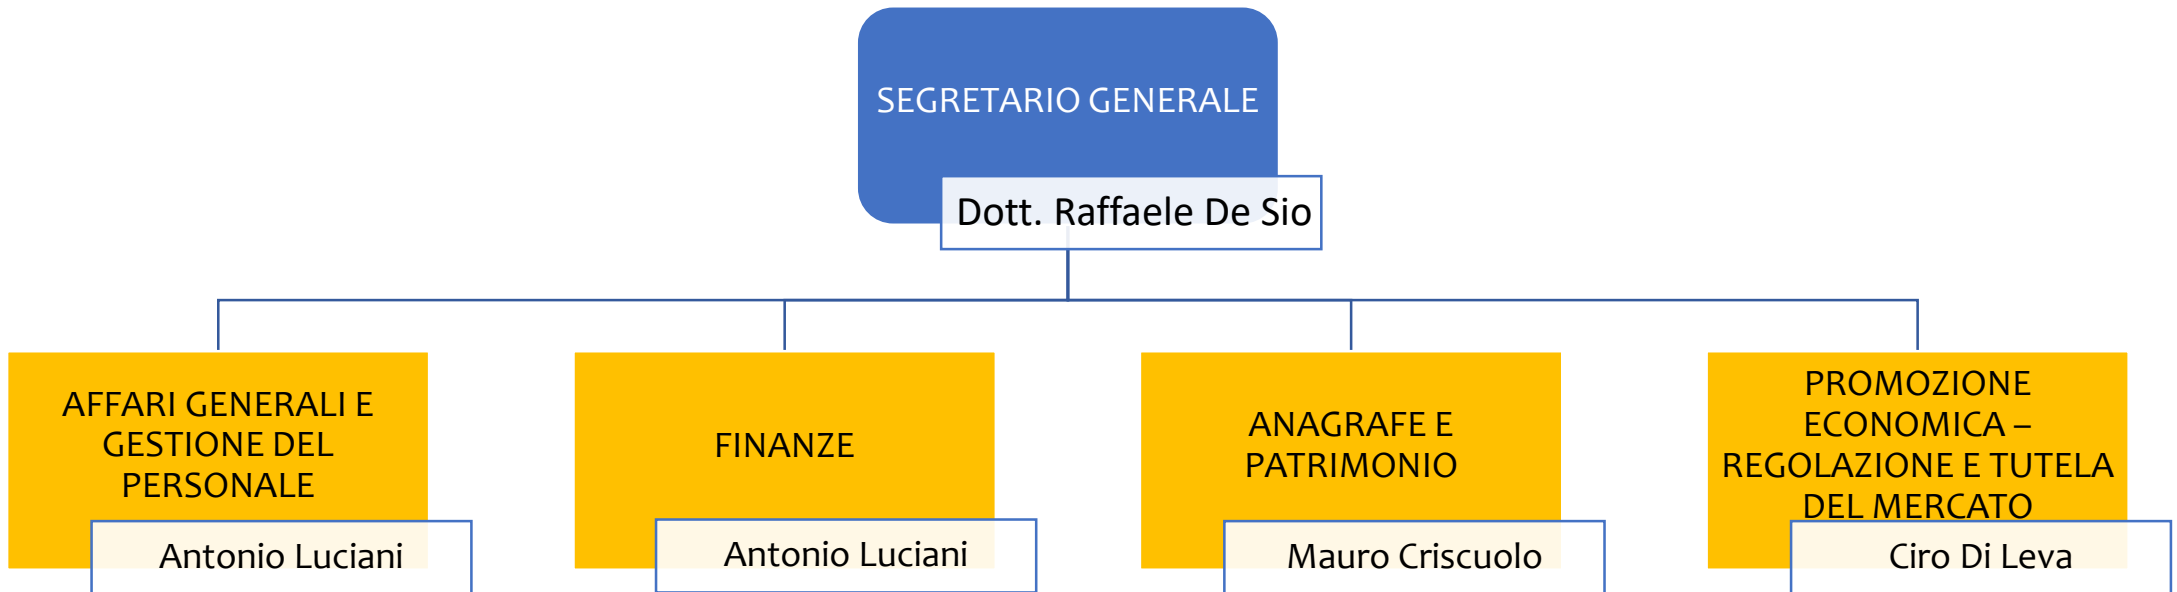 SEGRETARIO GENERALE
Dott. Raffaele De Sio
AFFARI GENERALI E
GESTIONE DEL
PERSONALE
Antonio Luciani
FINANZE
Antonio Luciani
ANAGRAFE E
PATRIMONIO
Mauro Criscuolo
PROMOZIONE
ECONOMICA –
REGOLAZIONE E TUTELA
DEL MERCATO
Ciro Di Leva